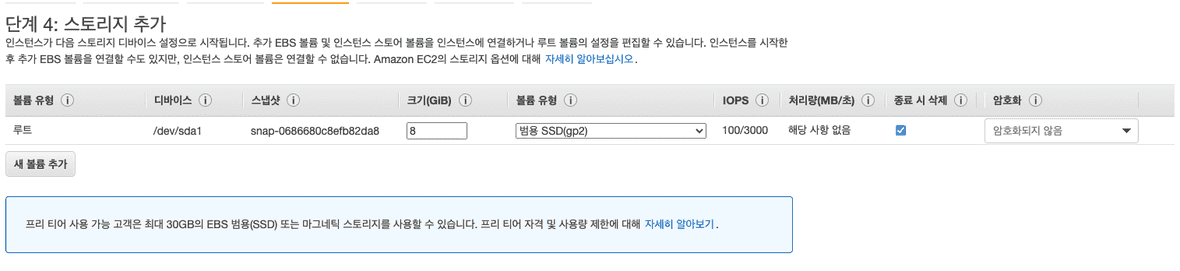 단계 4: 스토리지 추가
인스턴스가 다음 스토리지 디바이스 설정으로 시작됩니다. 추가 EBS 볼륨 및 인스턴스 스토어 볼륨을 인스턴스에 연결하거나 루트 볼륨의 설정을 편집할 수 있습니다. 인스턴스를 시작한
후 추가 EBS 볼륨을 연결할 수도 있지만, 인스턴스 스토어 볼륨은 연결할 수 없습니다. Amazon EC2의 스토리지 옵션에 대해 자세히 알아보십시오.
볼륨 유형 i 디바이스 i 스냅샷 i 크기(GiB) i 볼륨 유형 i IOPS i 처리량(MB/초) i 종료 시 삭제 i 암호화 i
루트 /dev/sda1 snap-0686680c8efb82da8 8 범용 SSD(gp2) 100/3000 해당 사항 없음 암호화되지 않음
새 볼륨 추가
프리 티어 사용 가능 고객은 최대 30GB의 EBS 범용(SSD) 또는 마그네틱 스토리지를 사용할 수 있습니다. 프리 티어 자격 및 사용량 제한에 대해 자세히 알아보기.